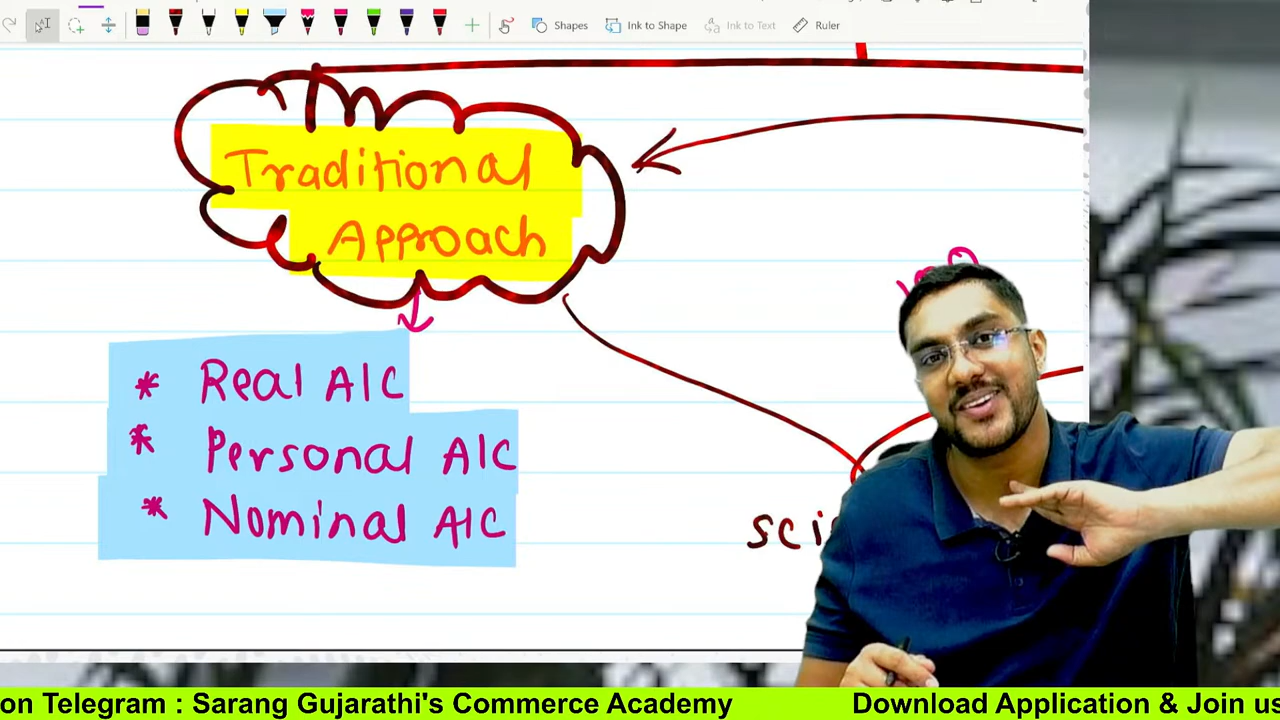 Shapes
Ink to Shape
Ink to Text
Ruler
Traditional
Approach
* Real A/C
* Personal A/C
* Nominal A/C
on Telegram : Sarang Gujarathi's Commerce Academy
Download Application & Join us